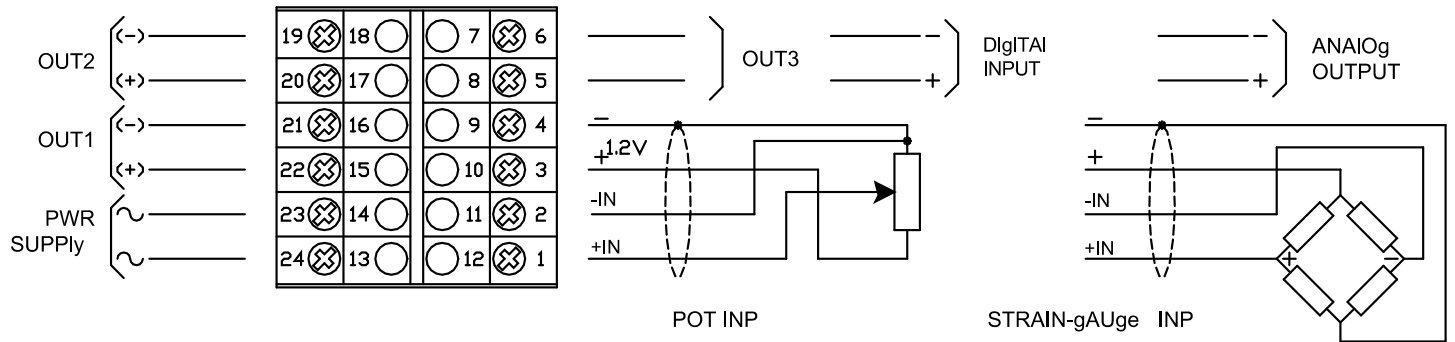 OUT2
(-)
(+)
OUT1
(-)
(+)
PWR
SUPPly
19 18 7 6
20 17 8 5
21 16 9 4
22 15 10 3
23 14 11 2
24 13 12 1
OUT3
-
+
DIgITAl
INPUT
-
+
ANAlOg
OUTPUT
-
+ 1.2V
-IN
+IN
POT INP
-
+
-IN
+IN
+ -
STRAIN-gAUge INP